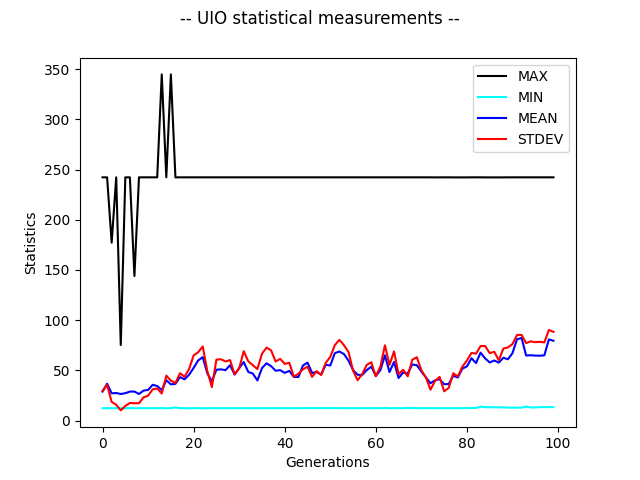 -- UIO statistical measurements --
350
300
250
200
150
100
50
0
Statistics
MAX
MIN
MEAN
STDEV
0 20 40 60 80 100
Generations